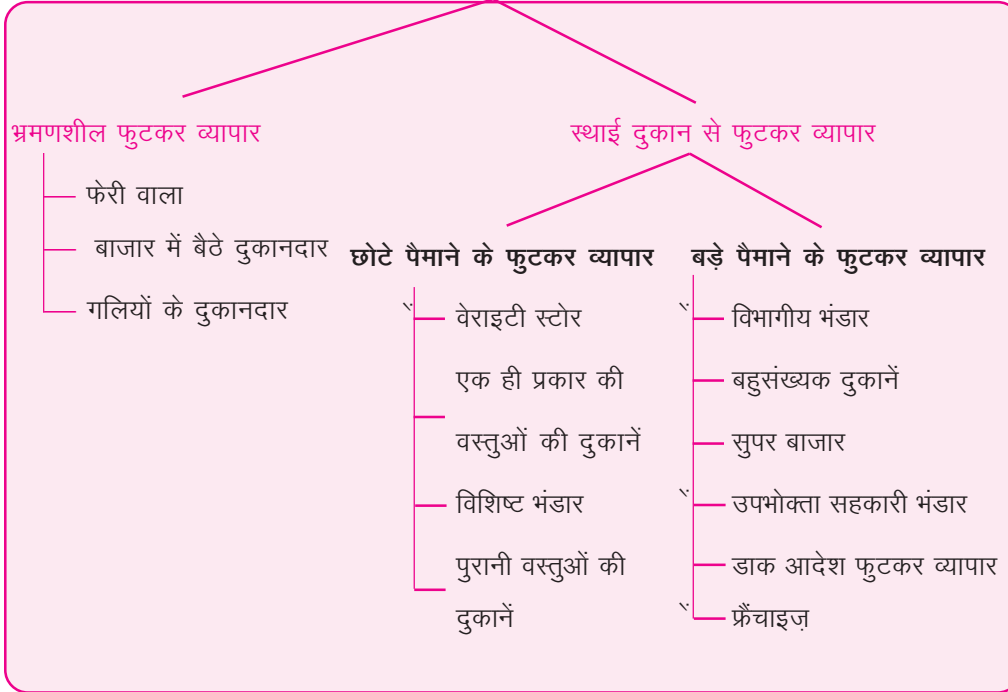 भ्रमणशील फुटकर व्यापार
फेरी वाला
बाजार में बैठे दुकानदार
गलियों के दुकानदार
स्थाई दुकान से फुटकर व्यापार
छोटे पैमाने के फुटकर व्यापार
वेराइटी स्टोर
एक ही प्रकार की
वस्तुओं की दुकानें
विशिष्ट भंडार
पुरानी वस्तुओं की
दुकानें
बड़े पैमाने के फुटकर व्यापार
विभागीय भंडार
बहुसंख्यक दुकानें
सुपर बाजार
उपभोक्ता सहकारी भंडार
डाक आदेश फुटकर व्यापार
फ्रैंचाइज़